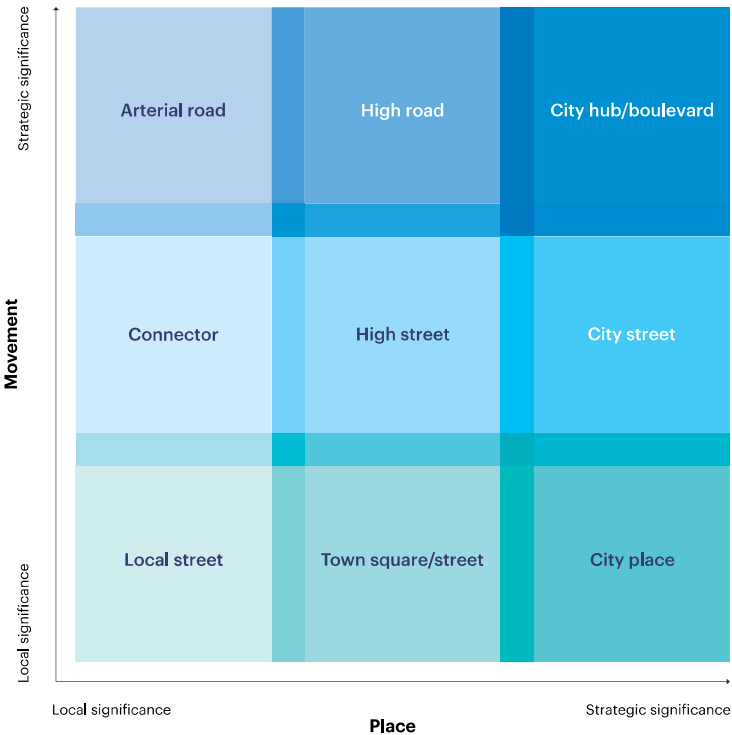 Strategic significance
Arterial road
High road
City hub/boulevard
Movement
Connector
High street
City street
Local significance
Local street
Town square/street
City place
Local significance
Place
Strategic significance